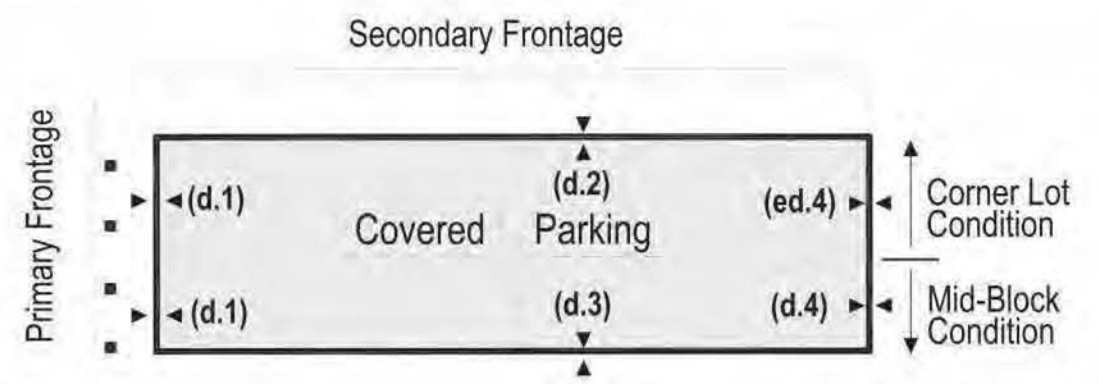 Secondary Frontage
Primary Frontage
(d.1)
(d.2)
(ed.4)
Corner Lot
Condition
Covered Parking
(d.1)
(d.3)
(d.4)
Mid-Block
Condition